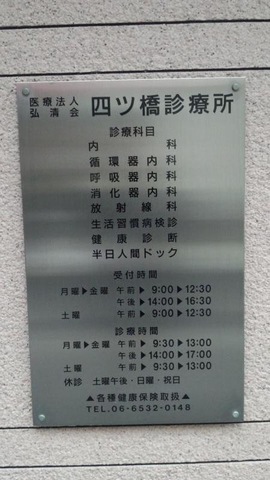 医療法人
弘清会 四ツ橋診療所
診療科目
内科
循環器内科
呼吸器内科
消化器内科
放射線科
生活習慣病検診
健康診断
半日人間ドック
受付時間
月曜▶金曜 午前▶9:00▶12:30
午後▶14:00▶16:30
土曜 午前▶9:00▶12:30
診療時間
月曜▶金曜 午前▶9:30▶13:00
午後▶14:00▶17:00
土曜 午前▶9:30▶13:00
休診 土曜午後・日曜・祝日
▲各種健康保険取扱▲
TEL.06-6532-0148